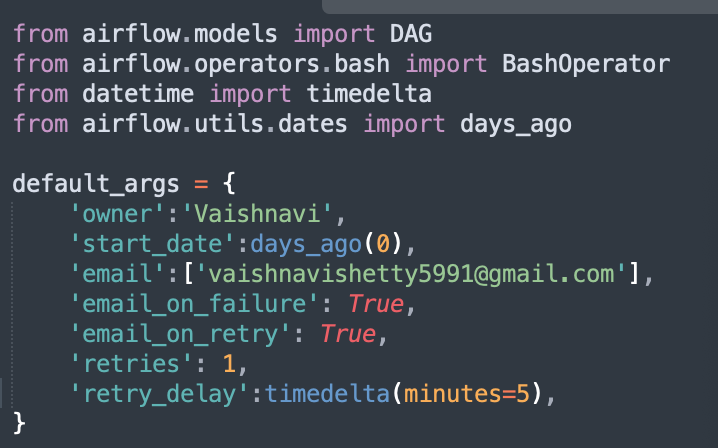 from airflow.models import DAG
from airflow.operators.bash import BashOperator
from datetime import timedelta
from airflow.utils.dates import days_ago
default_args = {
'owner':'Vaishnavi',
'start_date':days_ago(0),
'email':['vaishnavishetty5991@gmail.com'],
'email_on_failure': True,
'email_on_retry': True,
'retries': 1,
'retry_delay':timedelta(minutes=5),
}